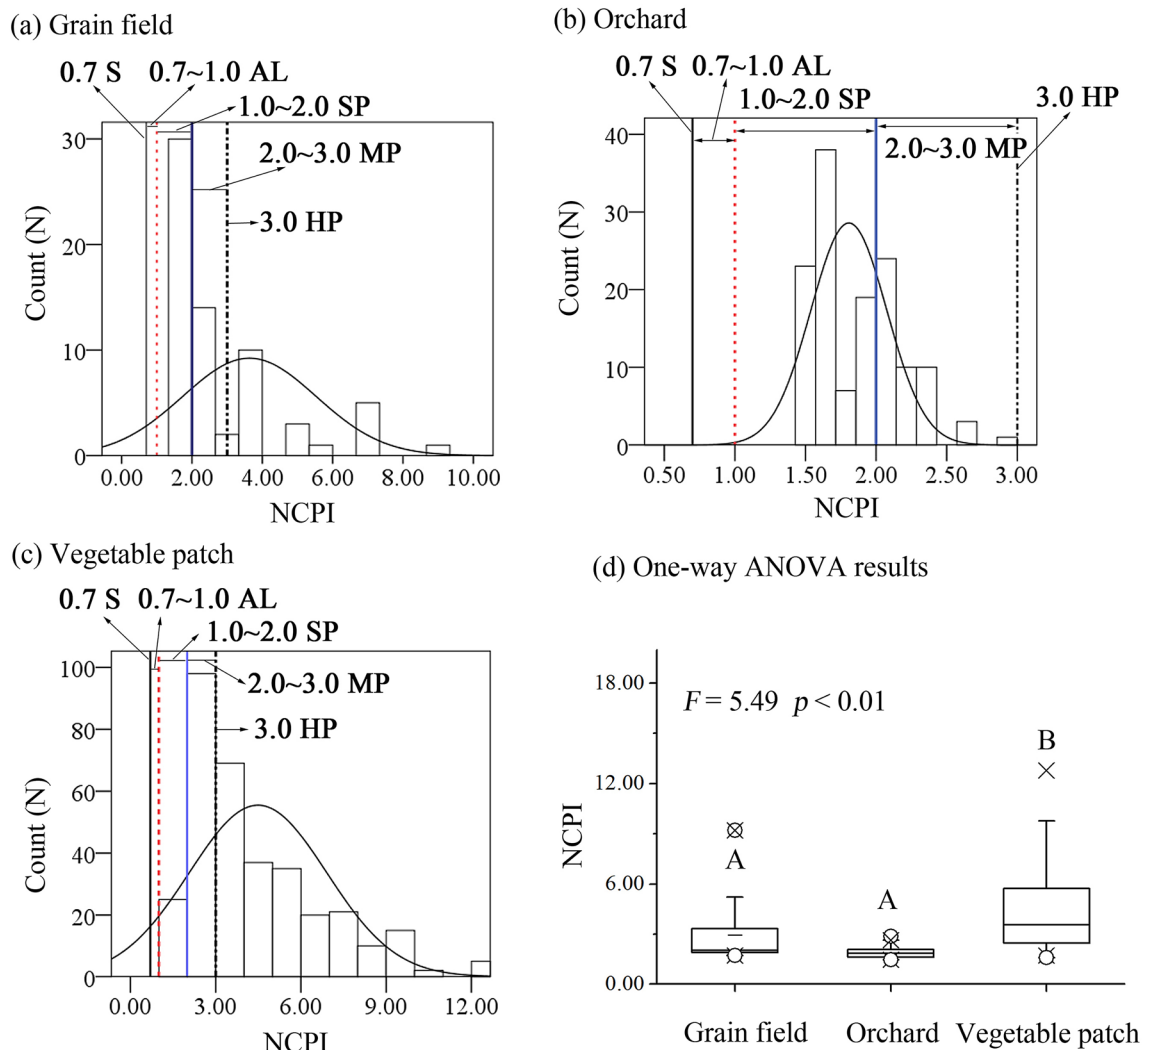 (a) Grain field
0.7 S 0.7~1.0 AL
1.0~2.0 SP
2.0~3.0 MP
3.0 HP
30
20
10
0
Count (N)
0.00 2.00 4.00 6.00 8.00 10.00
NCPI
(b) Orchard
0.7 S 0.7~1.0 AL
1.0~2.0 SP
3.0 HP
2.0~3.0 MP
40
30
20
10
0
Count (N)
0.50 1.00 1.50 2.00 2.50 3.00
NCPI
(c) Vegetable patch
0.7 S 0.7~1.0 AL
1.0~2.0 SP
2.0~3.0 MP
3.0 HP
100
80
60
40
20
0
Count (N)
0.00 3.00 6.00 9.00 12.00
NCPI
(d) One-way ANOVA results
F = 5.49 p < 0.01
18.00
12.00
6.00
0.00
NCPI
A
A
B
Grain field Orchard Vegetable patch